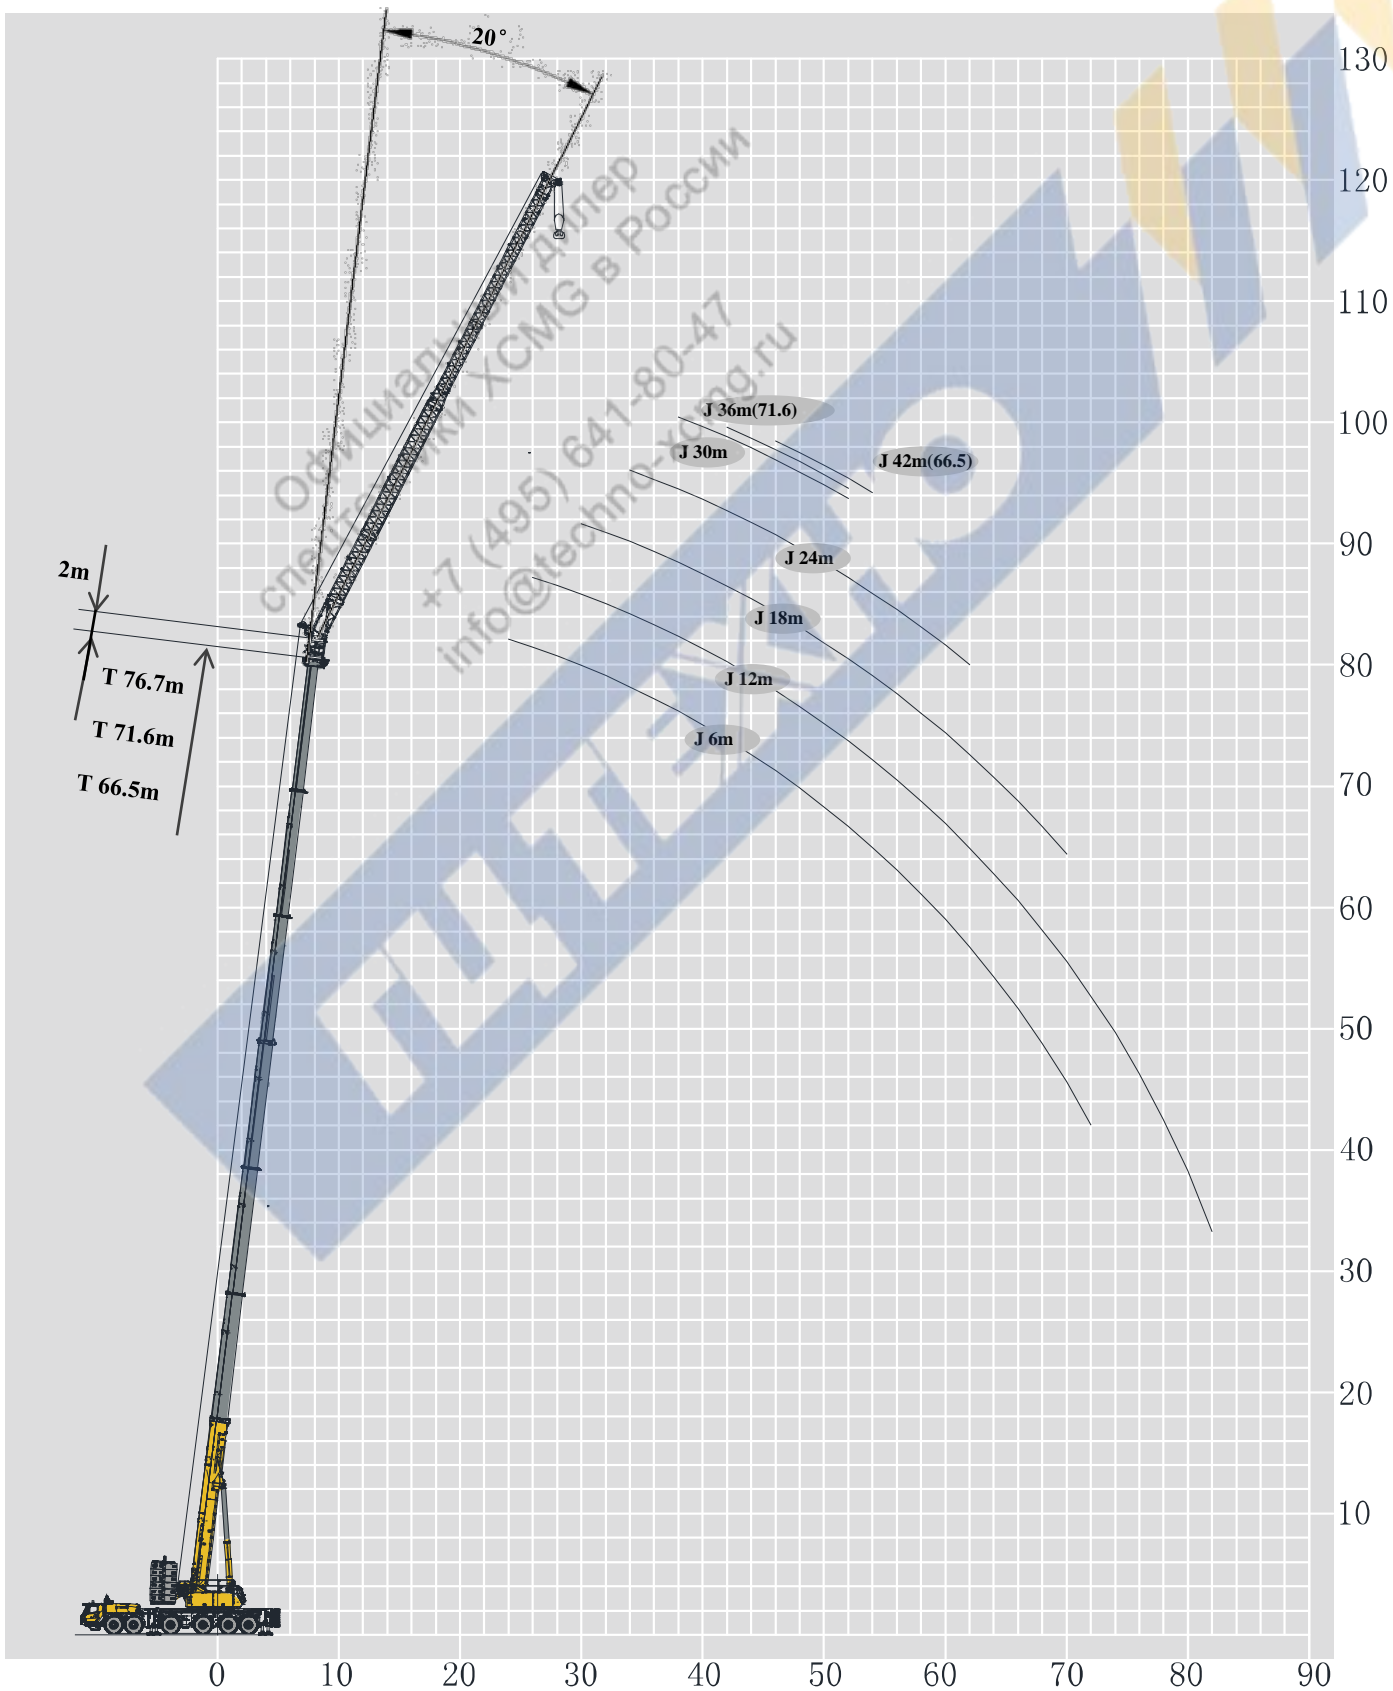 20°
130
120
110
100
90
80
70
60
50
40
30
20
10
Официальный дилер
спецтехники XCMG в России
+7 (495) 641-80-47
info@techno-xcmg.ru
J 36m(71.6)
J 30m
J 42m(66.5)
J 24m
J 18m
J 12m
J 6m
2m
T 76.7m
T 71.6m
T 66.5m
0 10 20 30 40 50 60 70 80 90